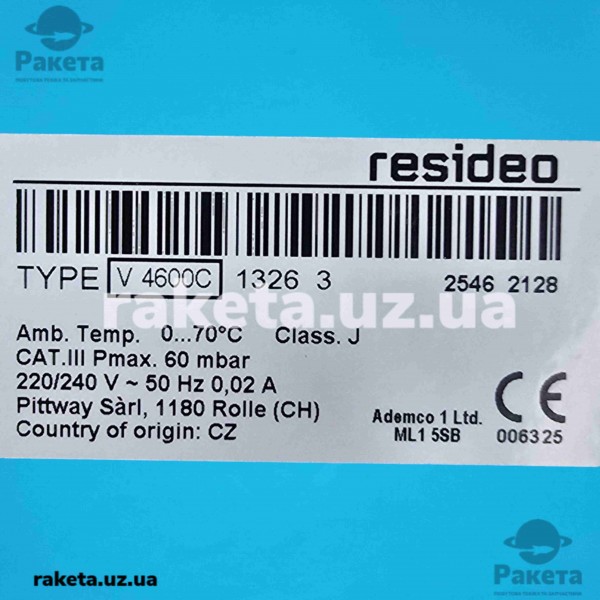 Ракета
resideo
TYPE V 4600C 1326 3 2546 2128
raketa.uz.ua
Amb. Temp. 0...70°C Class. J
CAT.III Pmax. 60 mbar
220/240 V ~ 50 Hz 0,02 A
Pittway Sàrl, 1180 Rolle (CH)
Country of origin: CZ
Ademco 1 Ltd.
ML1 5SB
CE
006325
raketa.uz.ua
Ракета